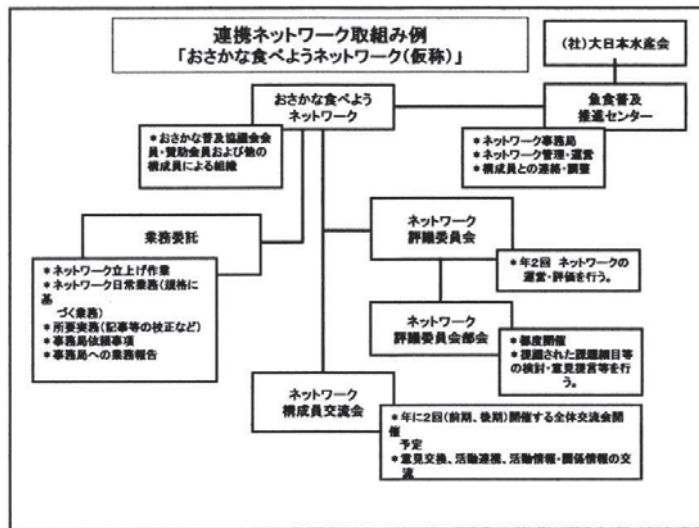 連携ネットワーク取組み例
「おさかな食べようネットワーク(仮称)」
(社)大日本水産会
おさかな食べよう
ネットワーク
魚食普及
推進センター
＊おさかな普及協議会会
員・賛助会員および他の
構成員による組織
＊ネットワーク事務局
＊ネットワーク管理・運営
＊構成員との連絡・調整
業務委託
＊ネットワーク立上げ作業
＊ネットワーク日常業務(規格に
基
づく業務)
＊所要実務(記事等の校正など)
＊事務局依頼事項
＊事務局への業務報告
ネットワーク
評議委員会
＊年2回 ネットワークの
運営・評価を行う。
ネットワーク
評議委員会部会
＊都度開催
＊提議された課題細目等
の検討・意見提言等を行
う。
ネットワーク
構成員交流会
＊年に2回(前期、後期)開催する全体交流会開
催
予定
＊意見交換、活動連携、活動情報・関係情報の交
流